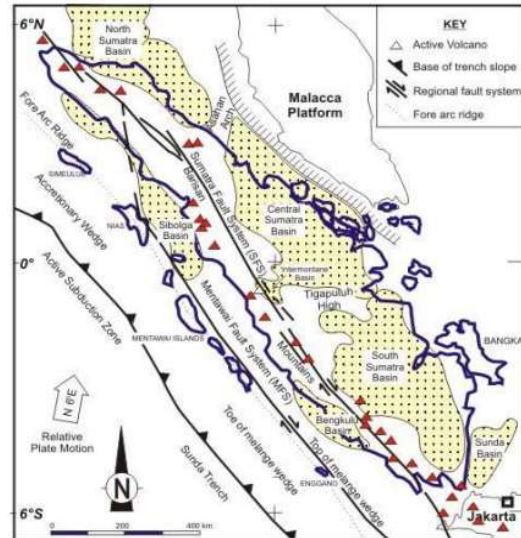 6°N
North
Sumatra
Basin
KEY
Active Volcano
Base of trench slope
Regional fault system
Fore arc ridge
Malacca
Platform
Asahan
Arch
Fore Arc Ridge
SIMEULUE
Accretionary Wedge
Barisan
Sumatra Fault System (SFS)
NIAS
Sibolga
Basin
Central
Sumatra
Basin
0°
Intermontane
Basin
Tigapuluh
High
Active Subduction Zone
MENTAWAI ISLANDS
Mentawai Fault System (MFS)
Mountains
BANGKA
South
Sumatra
Basin
N 6°E
Relative
Plate Motion
Bengkulu
Basin
Sunda
Basin
Toe of melange wedge
Top of melange wedge
Sunda Trench
ENGGANO
N
6°S
0 200 400 km
Jakarta